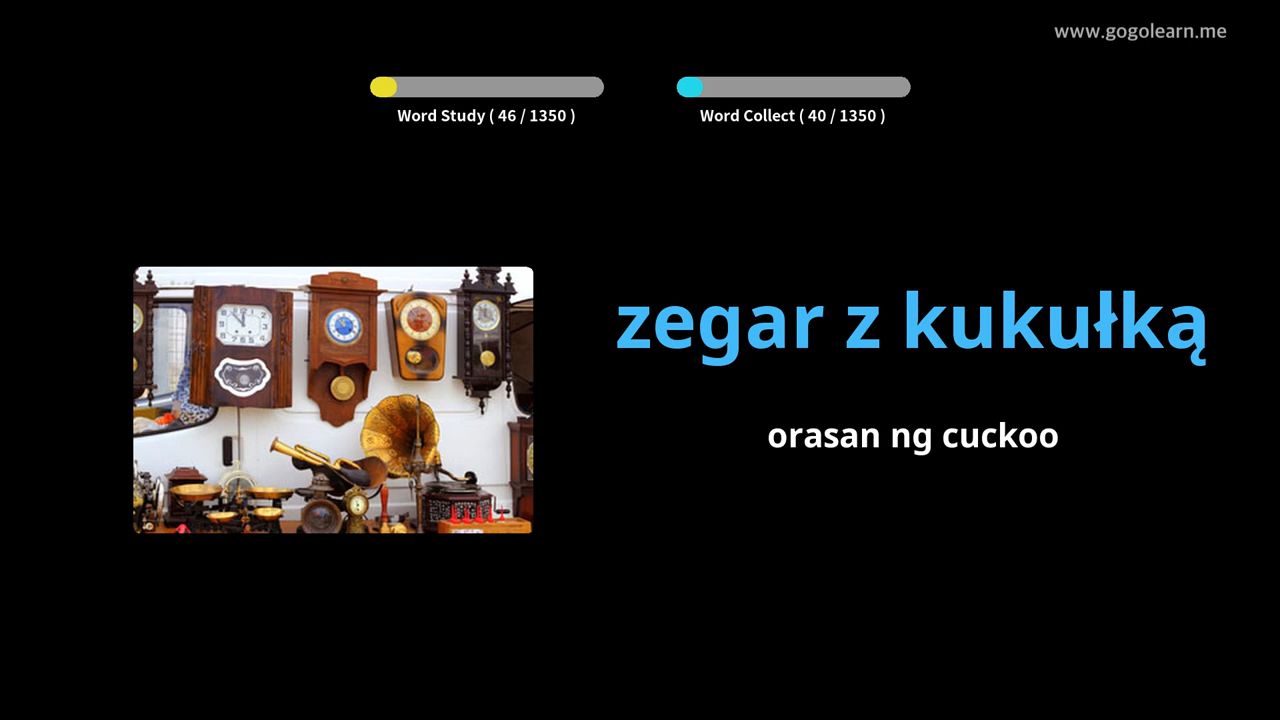 www.gogolearn.me
Word Study ( 46 / 1350 )
Word Collect ( 40 / 1350 )
zegar z kukułką
orasan ng cuckoo